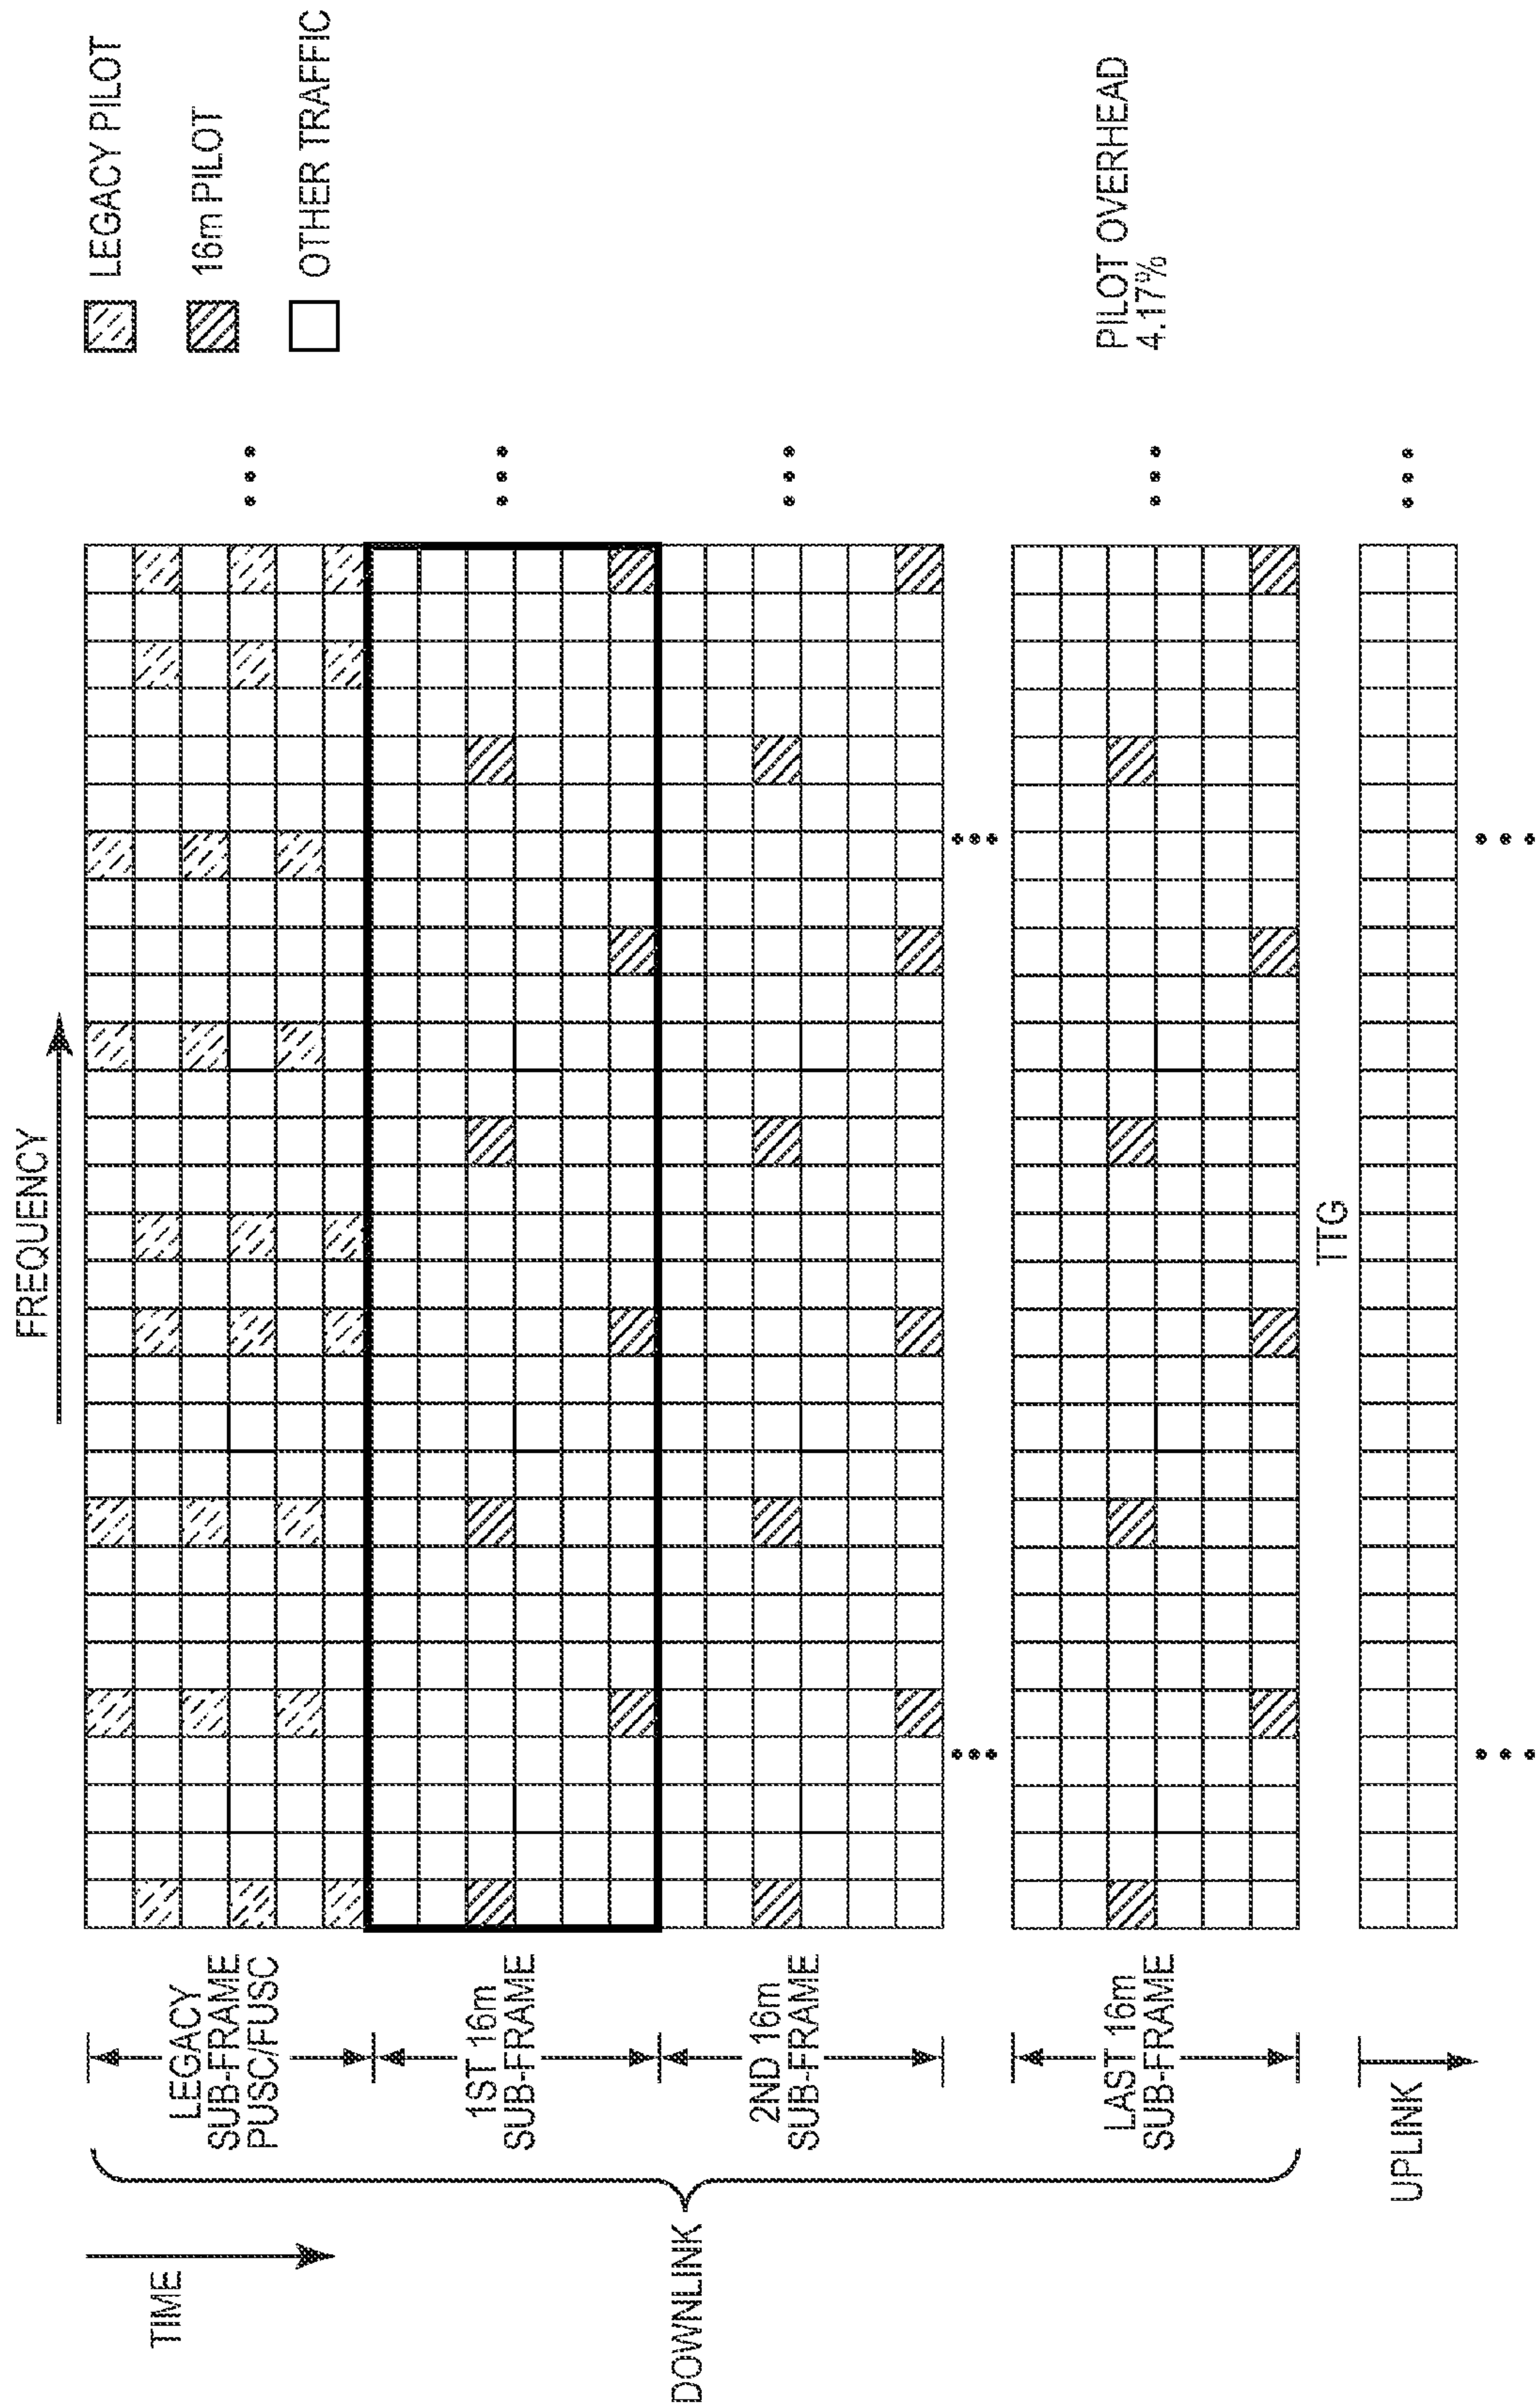 FREQUENCY
TIME
LEGACY PILOT
16m PILOT
OTHER TRAFFIC
DOWNLINK
LEGACY
SUB-FRAME
PUSC/FUSC
1ST 16m
SUB-FRAME
2ND 16m
SUB-FRAME
LAST 16m
SUB-FRAME
PILOT OVERHEAD
4.17%
TTG
UPLINK